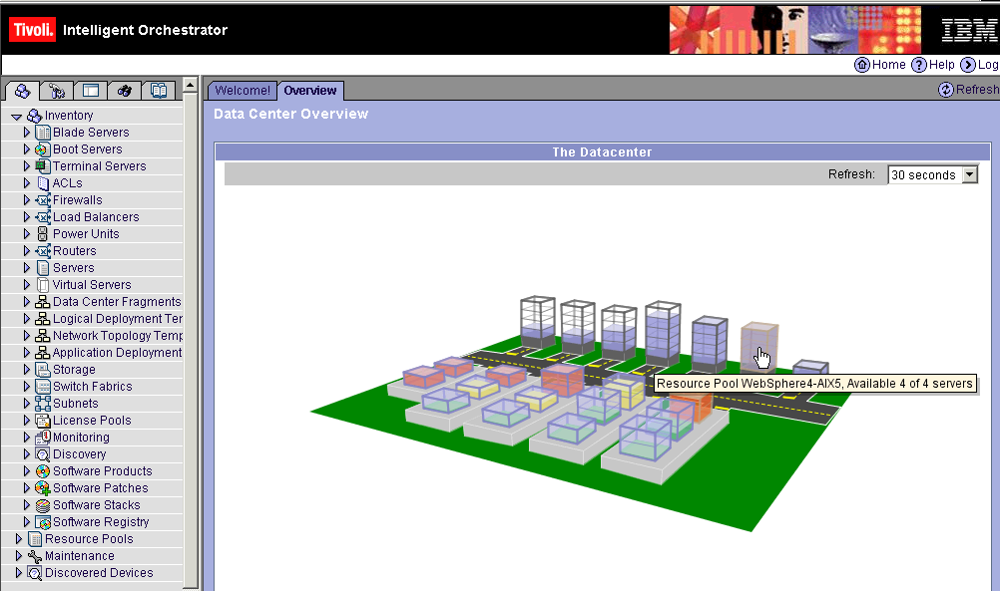 Tivoli. Intelligent Orchestrator
IBM
Home Help Log
Welcome! Overview
Refresh
Data Center Overview
The Datacenter
Refresh: 30 seconds
Inventory
Blade Servers
Boot Servers
Terminal Servers
ACLs
Firewalls
Load Balancers
Power Units
Routers
Servers
Virtual Servers
Data Center Fragments
Logical Deployment Ter
Network Topology Temp
Application Deployment
Storage
Switch Fabrics
Subnets
License Pools
Monitoring
Discovery
Software Products
Software Patches
Software Stacks
Software Registry
Resource Pools
Maintenance
Discovered Devices
Resource Pool WebSphere4-AIX5, Available 4 of 4 servers